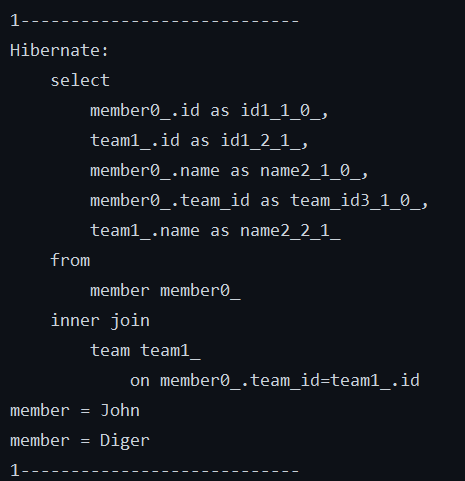 1----------------------------
Hibernate:
    select
        member0_.id as id1_1_0_,
        team1_.id as id1_2_1_,
        member0_.name as name2_1_0_,
        member0_.team_id as team_id3_1_0_,
        team1_.name as name2_2_1_
    from
        member member0_
    inner join
        team team1_
            on member0_.team_id=team1_.id
member = John
member = Diger
1----------------------------